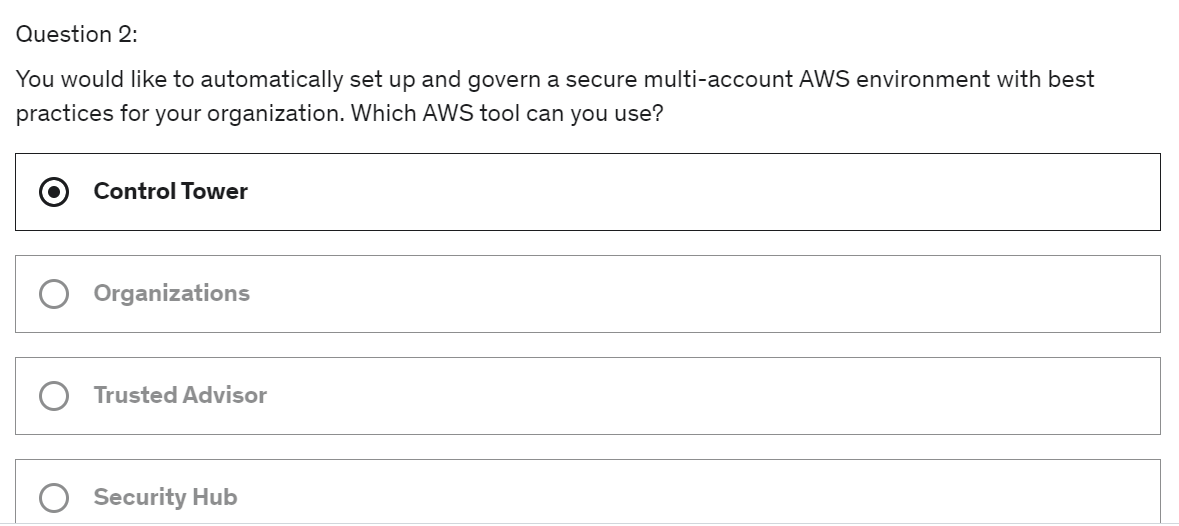 Question 2:
You would like to automatically set up and govern a secure multi-account AWS environment with best
practices for your organization. Which AWS tool can you use?
Control Tower
Organizations
Trusted Advisor
Security Hub